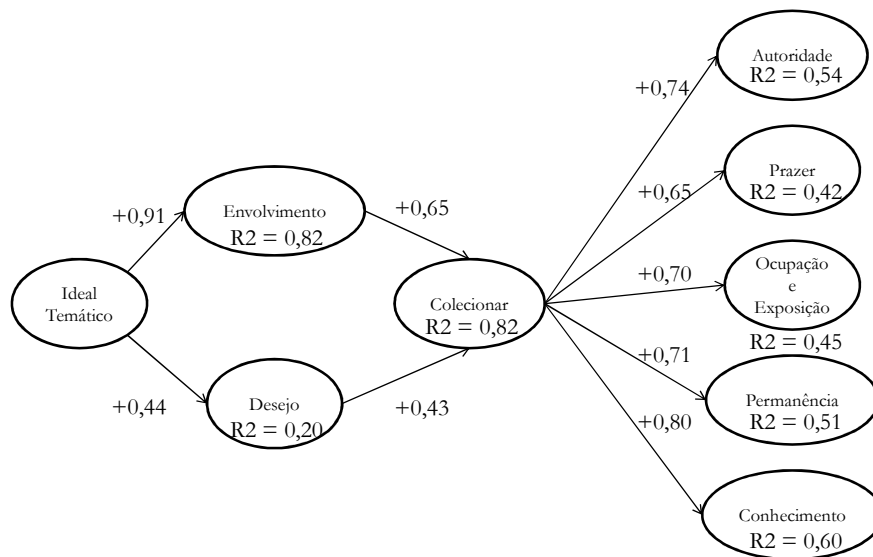 Autoridade
R2 = 0,54
+0,74
Prazer
R2 = 0,42
+0,65
Envolvimento
R2 = 0,82
+0,91
+0,65
Ocupação
e
Exposição
R2 = 0,45
+0,70
Ideal
Temático
Colecionar
R2 = 0,82
+0,71
Permanência
R2 = 0,51
+0,44
Desejo
R2 = 0,20
+0,43
+0,80
Conhecimento
R2 = 0,60